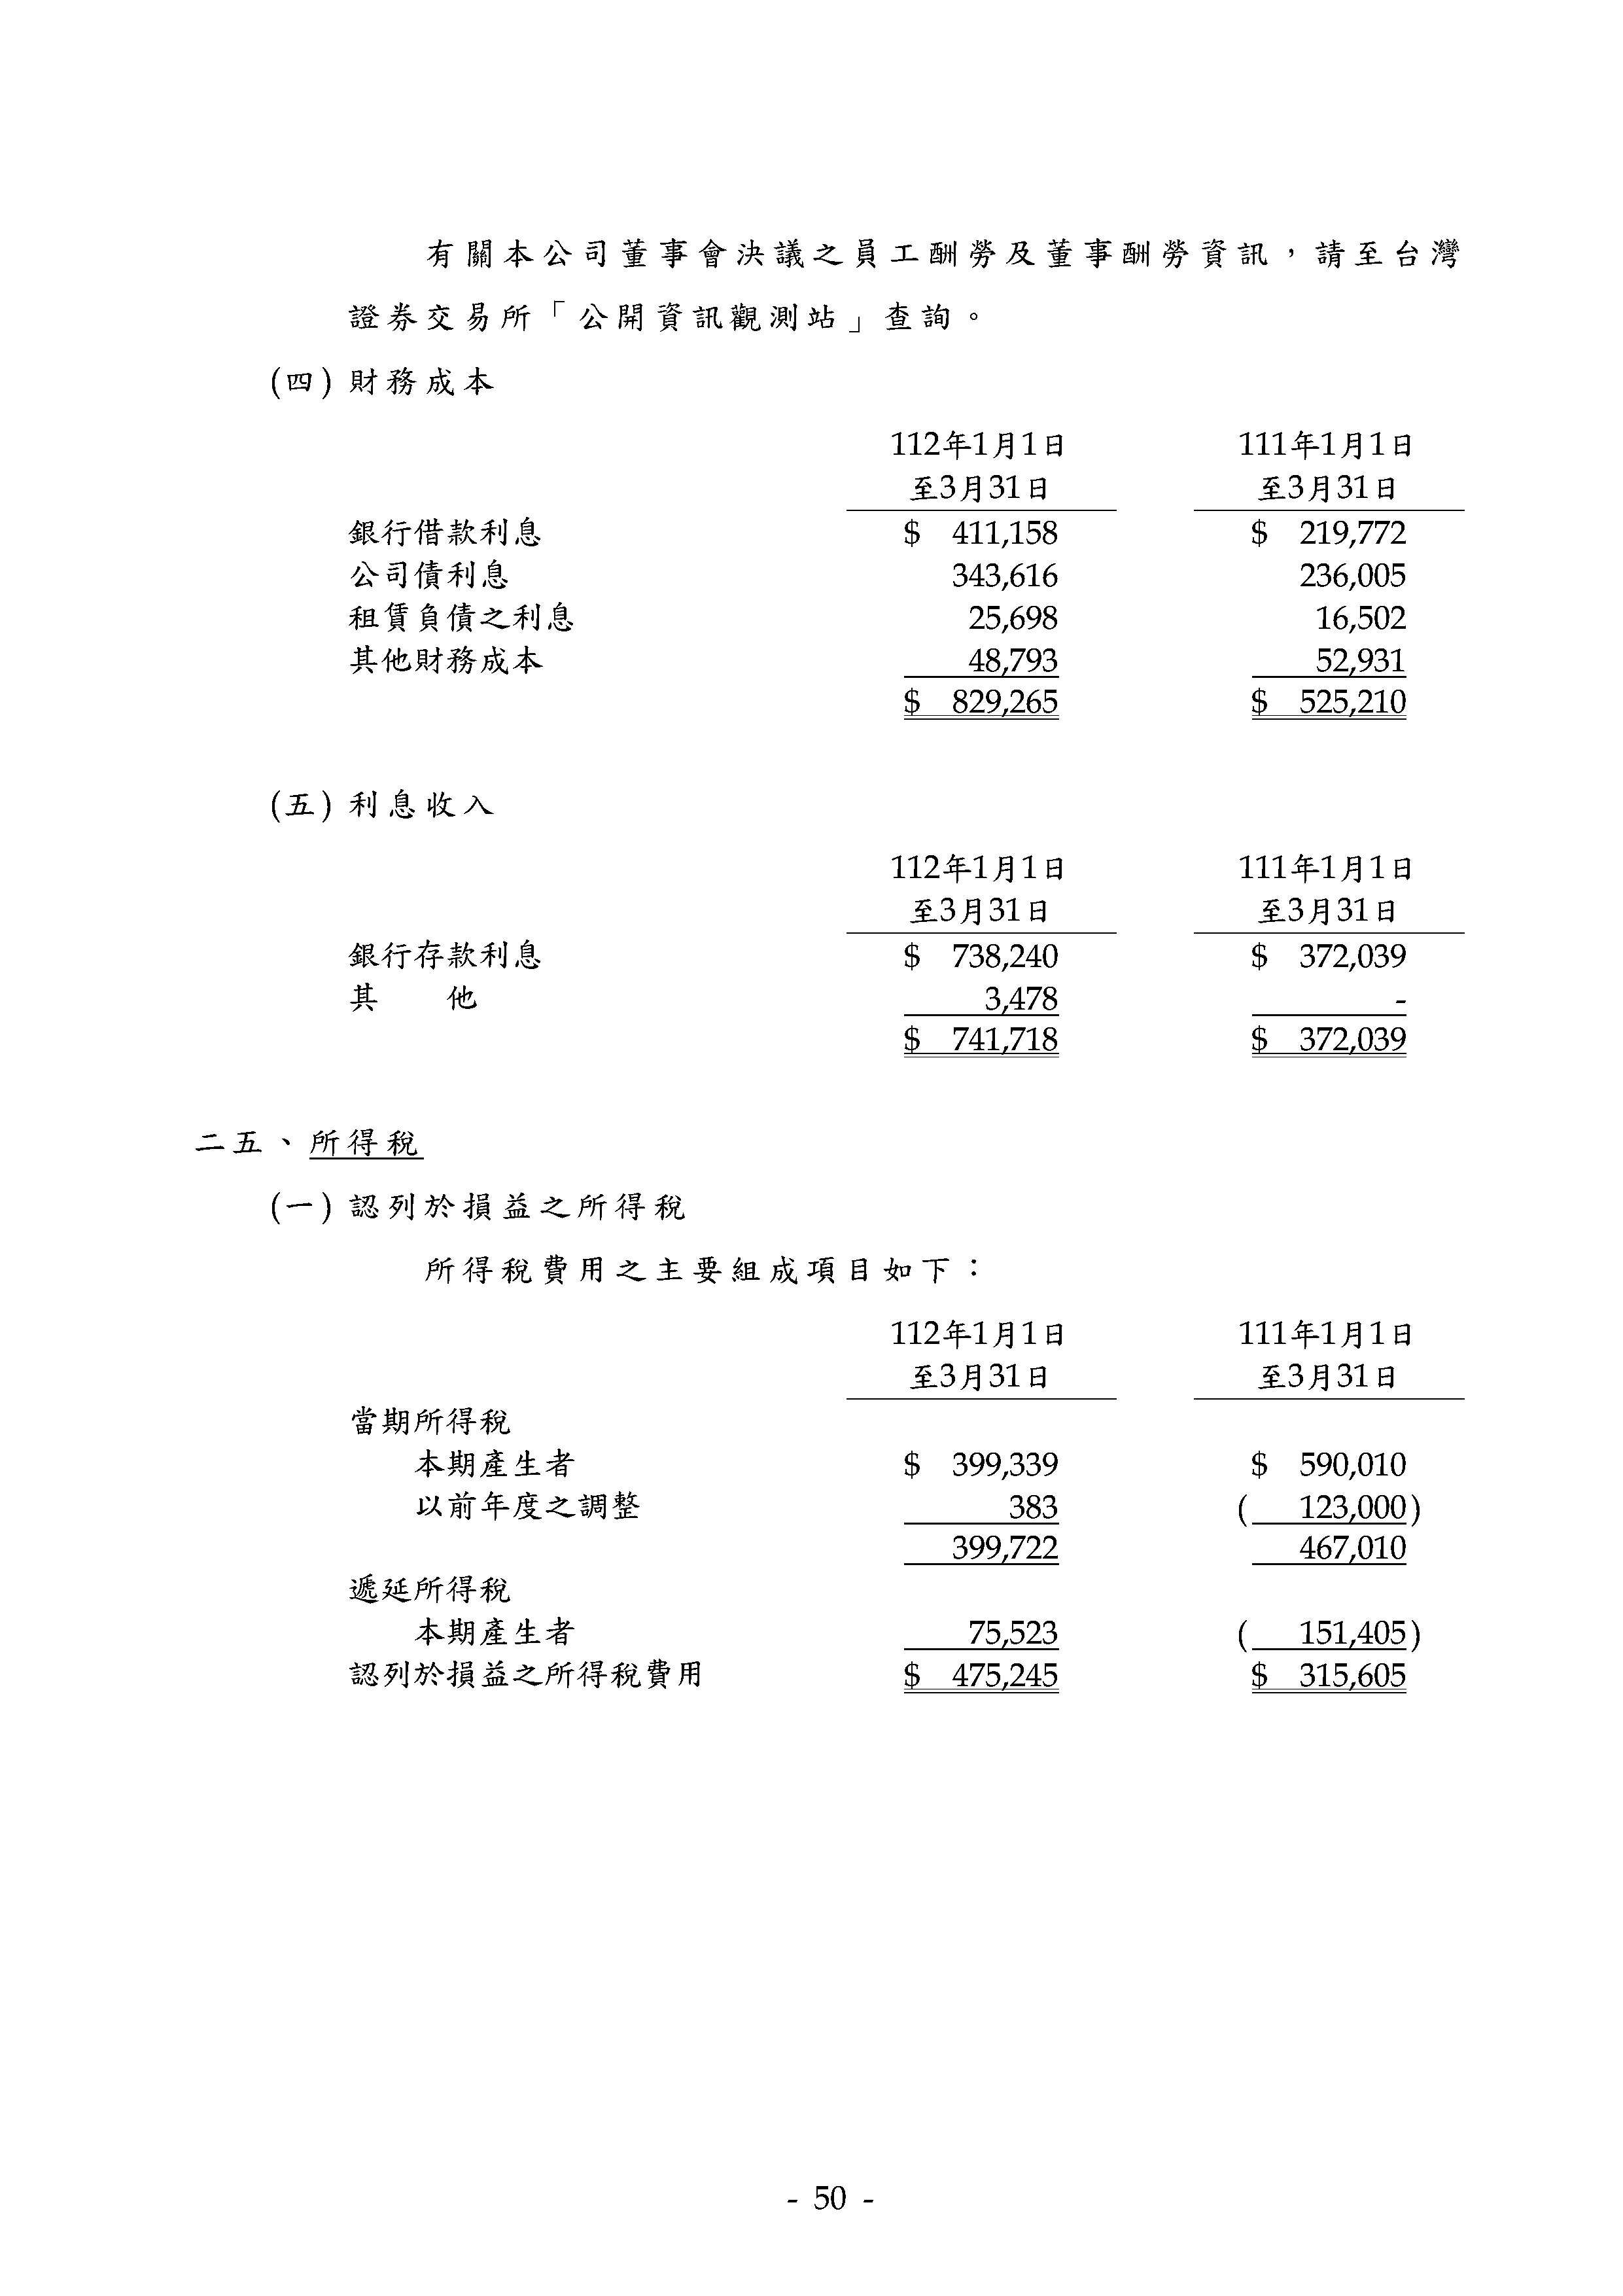 有關本公司董事會決議之員工酬勞及董事酬勞資訊，請至台灣
證券交易所「公開資訊觀測站」查詢。
(四) 財務成本
112年1月1日 111年1月1日
至3月31日 至3月31日
銀行借款利息 $ 411,158 $ 219,772
公司債利息 343,616 236,005
租賃負債之利息 25,698 16,502
其他財務成本 48,793 52,931
$ 829,265 $ 525,210
(五) 利息收入
112年1月1日 111年1月1日
至3月31日 至3月31日
銀行存款利息 $ 738,240 $ 372,039
其 他 3,478 -
$ 741,718 $ 372,039
二五、所得稅
(一) 認列於損益之所得稅
所得稅費用之主要組成項目如下：
112年1月1日 111年1月1日
至3月31日 至3月31日
當期所得稅
本期產生者 $ 399,339 $ 590,010
以前年度之調整 383 ( 123,000)
399,722 467,010
遞延所得稅
本期產生者 75,523 ( 151,405)
認列於損益之所得稅費用 $ 475,245 $ 315,605
- 50 -